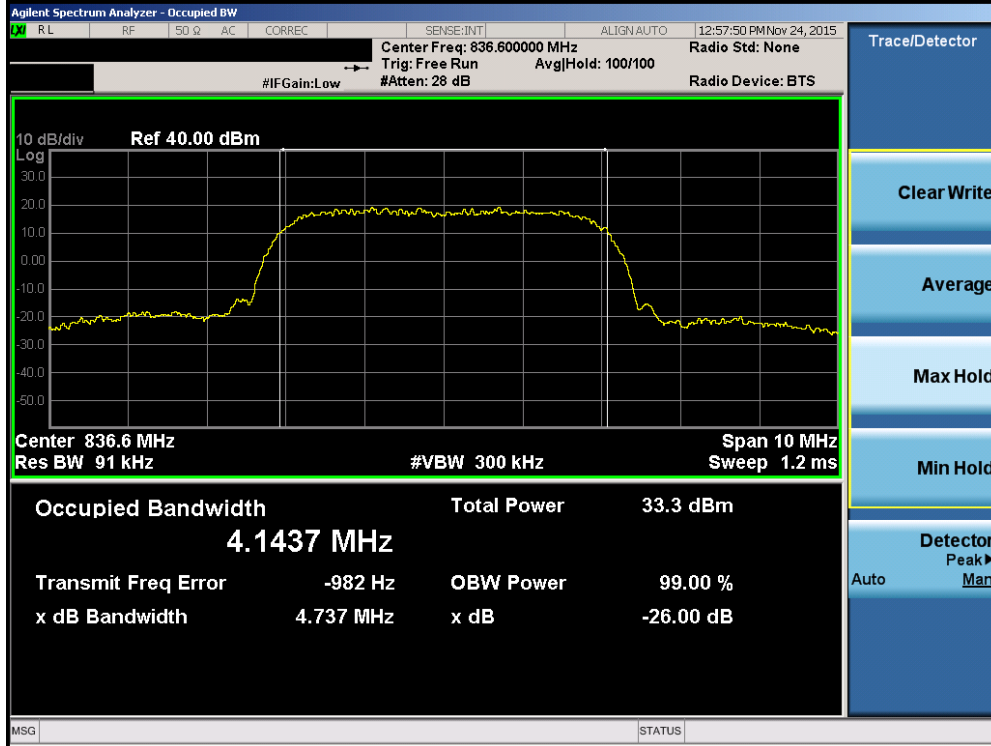 Agilent Spectrum Analyzer - Occupied BW
LXI RL RF 50 Ω AC CORREC SENSE:INT ALIGN AUTO 12:57:50 PM Nov 24, 2015
Center Freq: 836.600000 MHz Radio Std: None
Trig: Free Run Avg|Hold: 100/100
#IFGain:Low #Atten: 28 dB Radio Device: BTS
Trace/Detector
10 dB/div Ref 40.00 dBm
Log
30.0
20.0
10.0
0.00
-10.0
-20.0
-30.0
-40.0
-50.0
Center 836.6 MHz Span 10 MHz
Res BW 91 kHz #VBW 300 kHz Sweep 1.2 ms
Occupied Bandwidth Total Power 33.3 dBm
4.1437 MHz
Transmit Freq Error -982 Hz OBW Power 99.00 %
x dB Bandwidth 4.737 MHz x dB -26.00 dB
Clear Write
Average
Max Hold
Min Hold
Detector
Peak
Auto Man
MSG STATUS